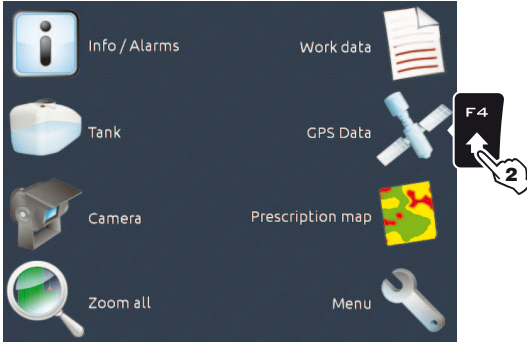 Info / Alarms
Work data
Tank
GPS Data
F4
2
Camera
Prescription map
Zoom all
Menu